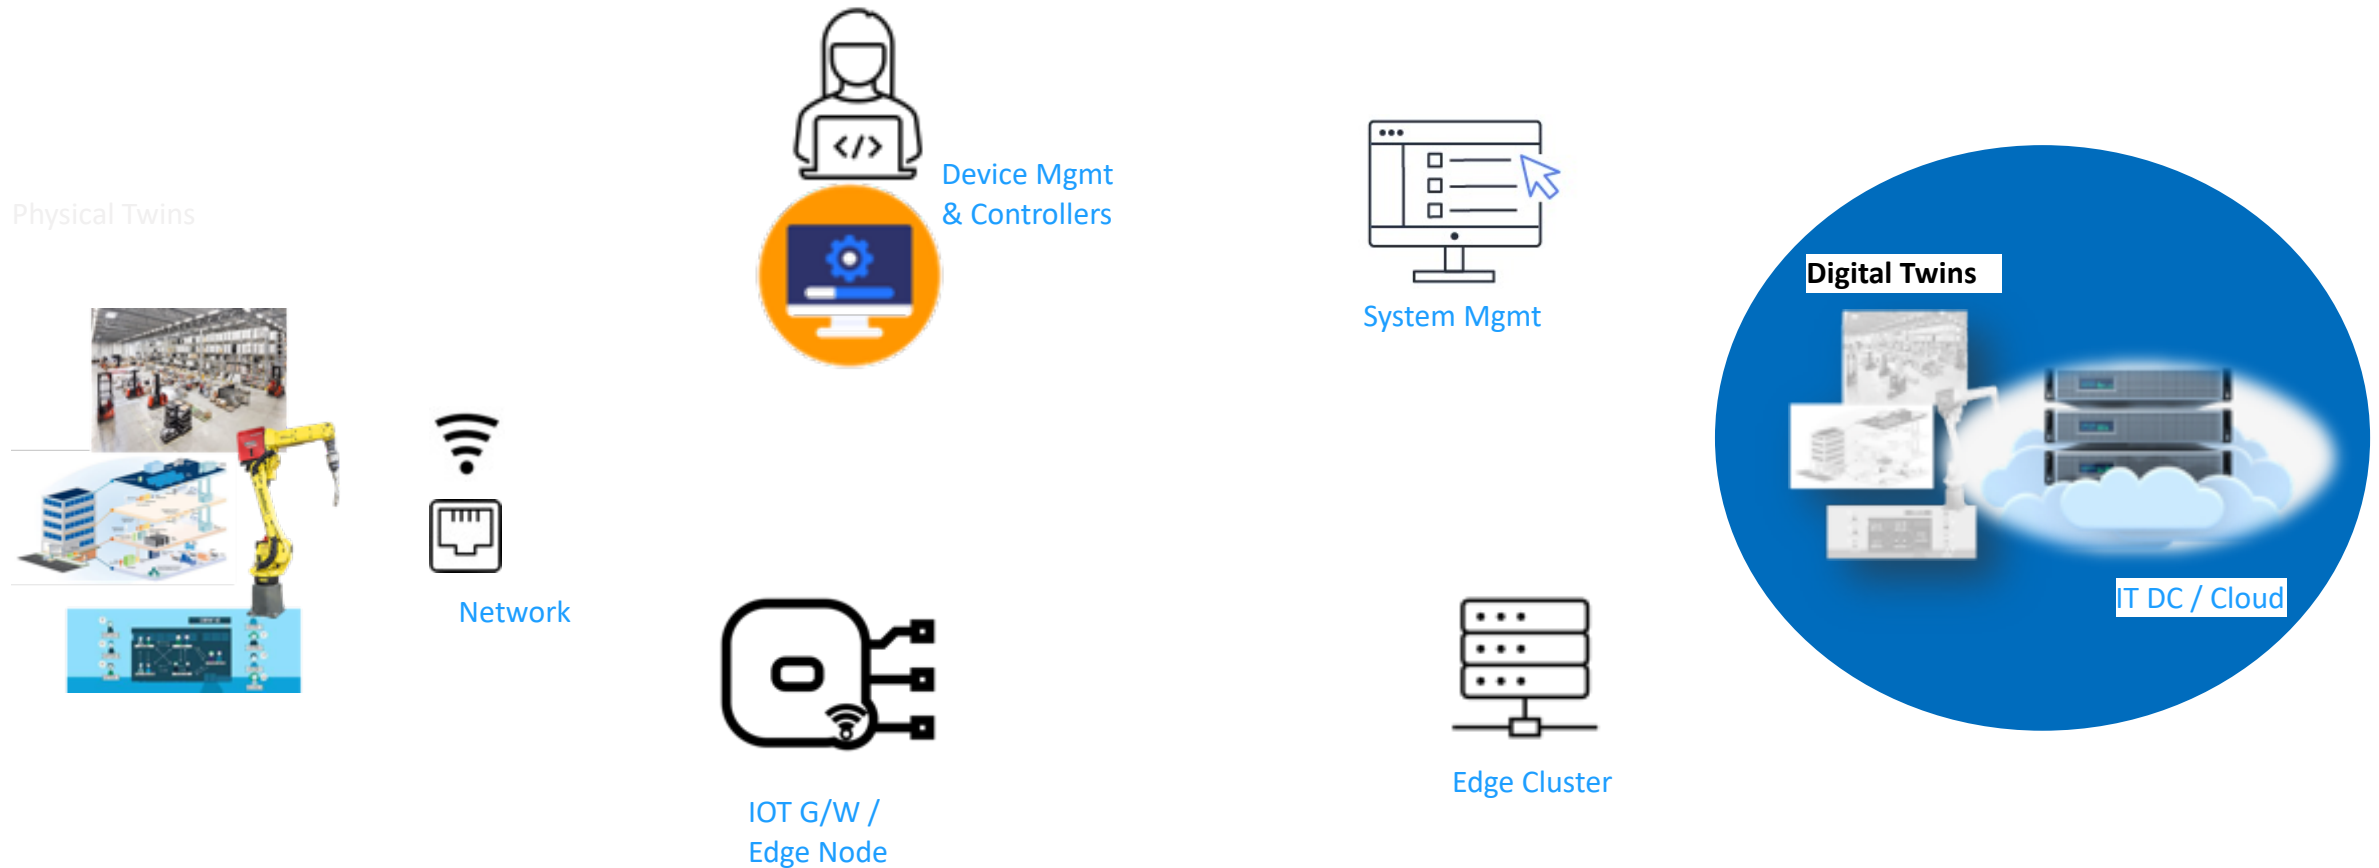 Physical Twins
Device Mgmt
& Controllers
</>
System Mgmt
Digital Twins
Network
IT DC / Cloud
Edge Cluster
IOT G/W /
Edge Node